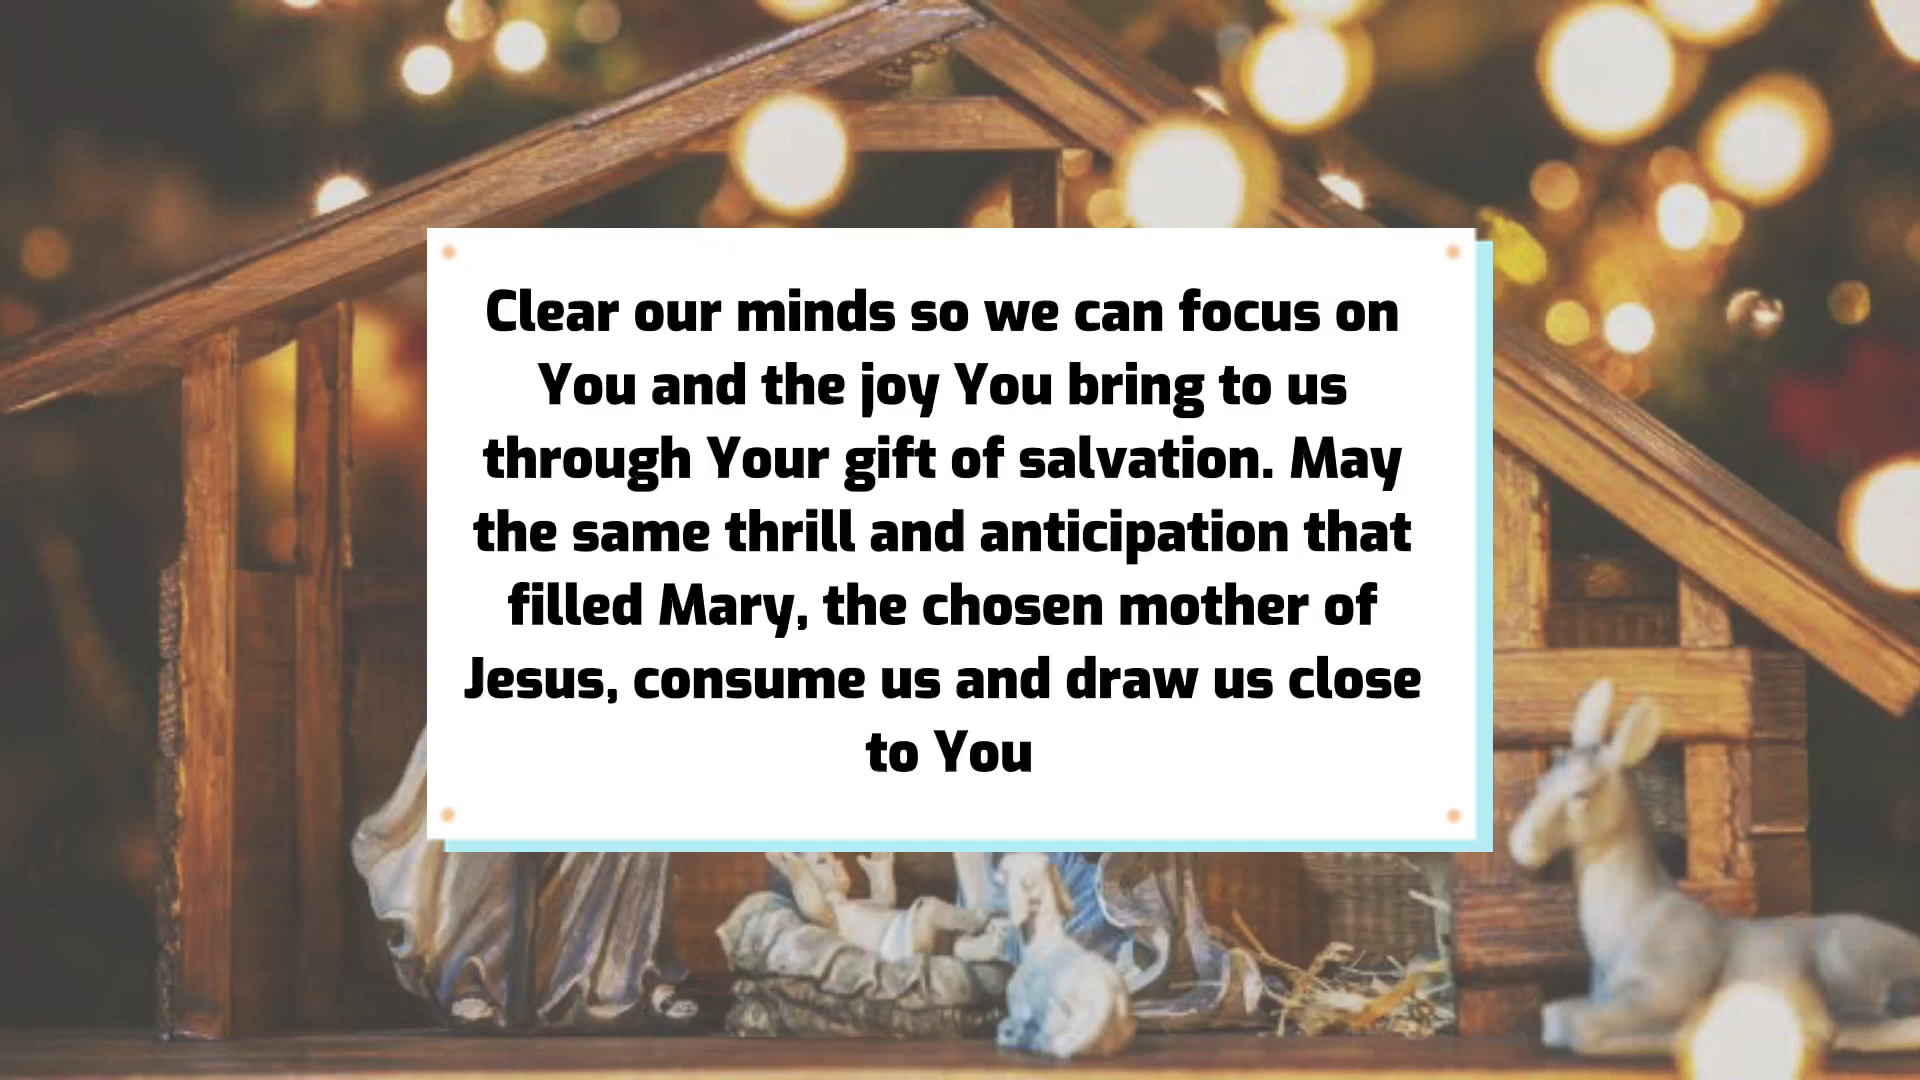 Clear our minds so we can focus on
You and the joy You bring to us
through Your gift of salvation. May
the same thrill and anticipation that
filled Mary, the chosen mother of
Jesus, consume us and draw us close
to You